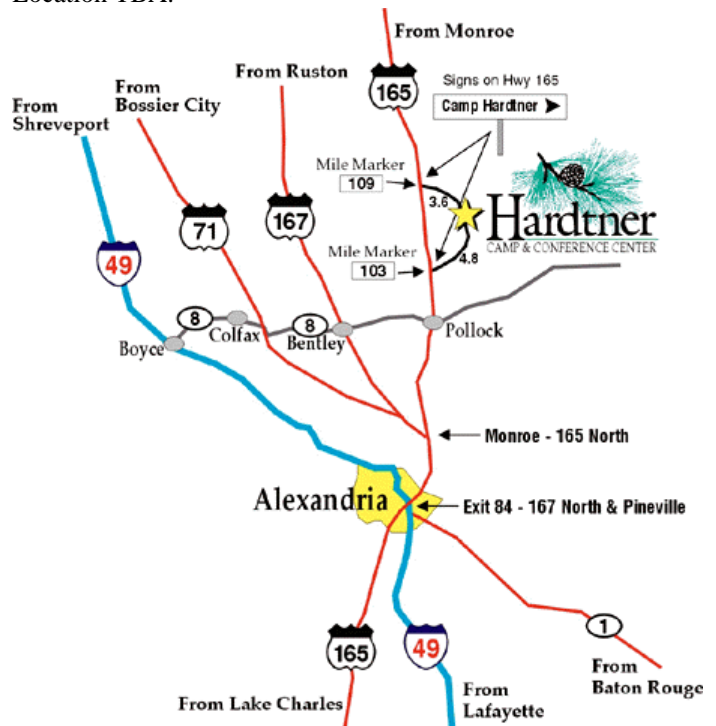 Location TBA.
From Monroe
From Ruston
165
Signs on Hwy 165
Camp Hardtner
From
Bossier City
From
Shreveport
Mile Marker
109
3.6
71
167
Hardtner
CAMP & CONFERENCE CENTER
49
Mile Marker
103
4.8
8
8
Colfax
Bentley
Pollock
Boyce
Monroe - 165 North
Alexandria
Exit 84 - 167 North & Pineville
1
165
49
From
Baton Rouge
From Lake Charles
From
Lafayette